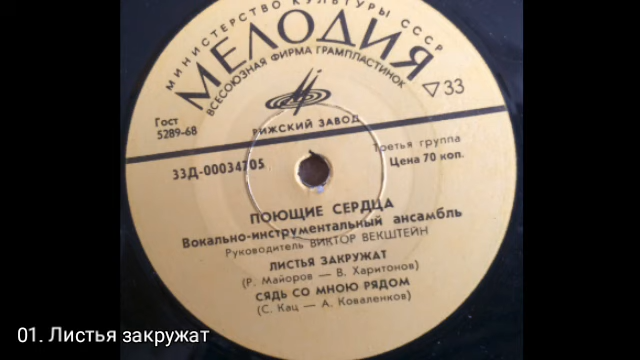 МИНИСТЕРСТВО КУЛЬТУРЫ СССР
МЕЛОДИЯ
ВСЕСОЮЗНАЯ ФИРМА ГРАМПЛАСТИНОК
▽33
Гост
5289-68
РИЖСКИЙ ЗАВОД
Третья группа
Цена 70 коп.
33Д-00034205
ПОЮЩИЕ СЕРДЦА
Вокально-инструментальный ансамбль
Руководитель ВИКТОР ВЕКШТЕЙН
ЛИСТЬЯ ЗАКРУЖАТ
(Р. Майоров — В. Харитонов)
СЯДЬ СО МНОЮ РЯДОМ
(С. Кац — А. Коваленков)
01. Листья закружат